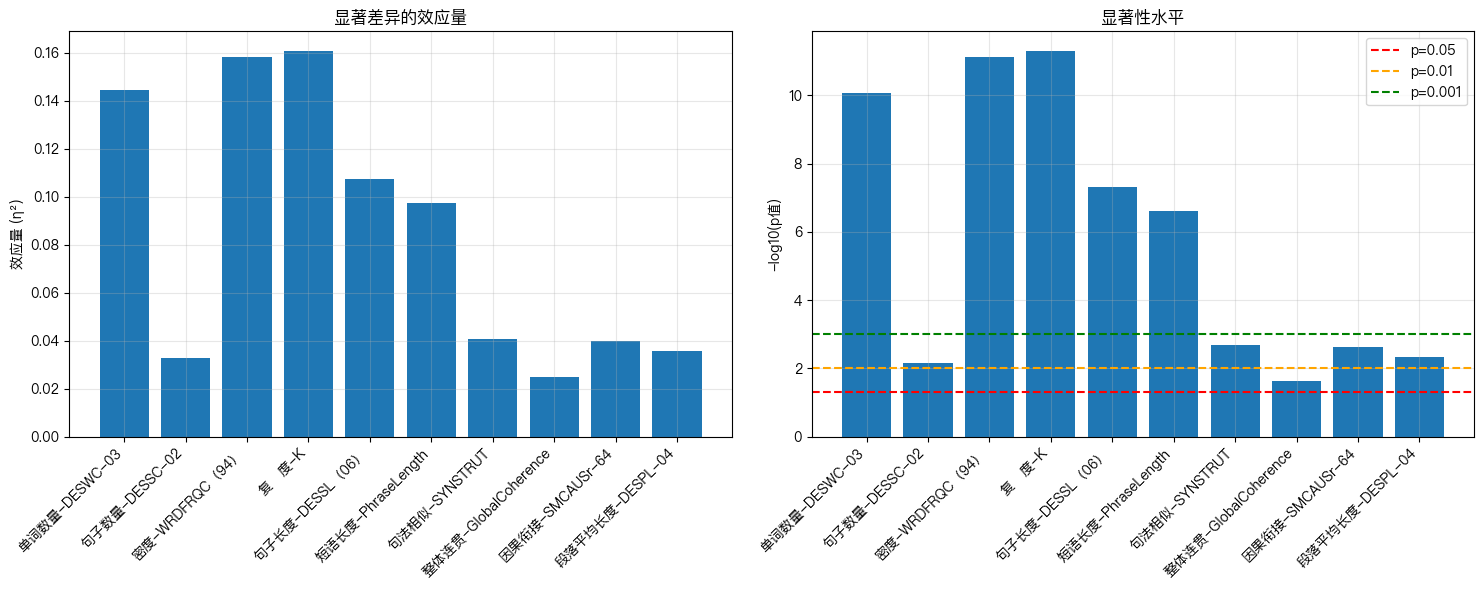 显著差异的效应量
效应量 (η²)
0.16
0.14
0.12
0.10
0.08
0.06
0.04
0.02
0.00
单词数量-DESWC-03
句子数量-DESSC-02
密度-WRDFRQC（94）
复 度-K
句子长度-DESSL（06）
短语长度-PhraseLength
句法相似-SYNSTRUT
整体连贯-GlobalCoherence
因果衔接-SMCAUSr-64
段落平均长度-DESPL-04
显著性水平
-log10(p值)
10
8
6
4
2
0
p=0.05
p=0.01
p=0.001
单词数量-DESWC-03
句子数量-DESSC-02
密度-WRDFRQC（94）
复 度-K
句子长度-DESSL（06）
短语长度-PhraseLength
句法相似-SYNSTRUT
整体连贯-GlobalCoherence
因果衔接-SMCAUSr-64
段落平均长度-DESPL-04